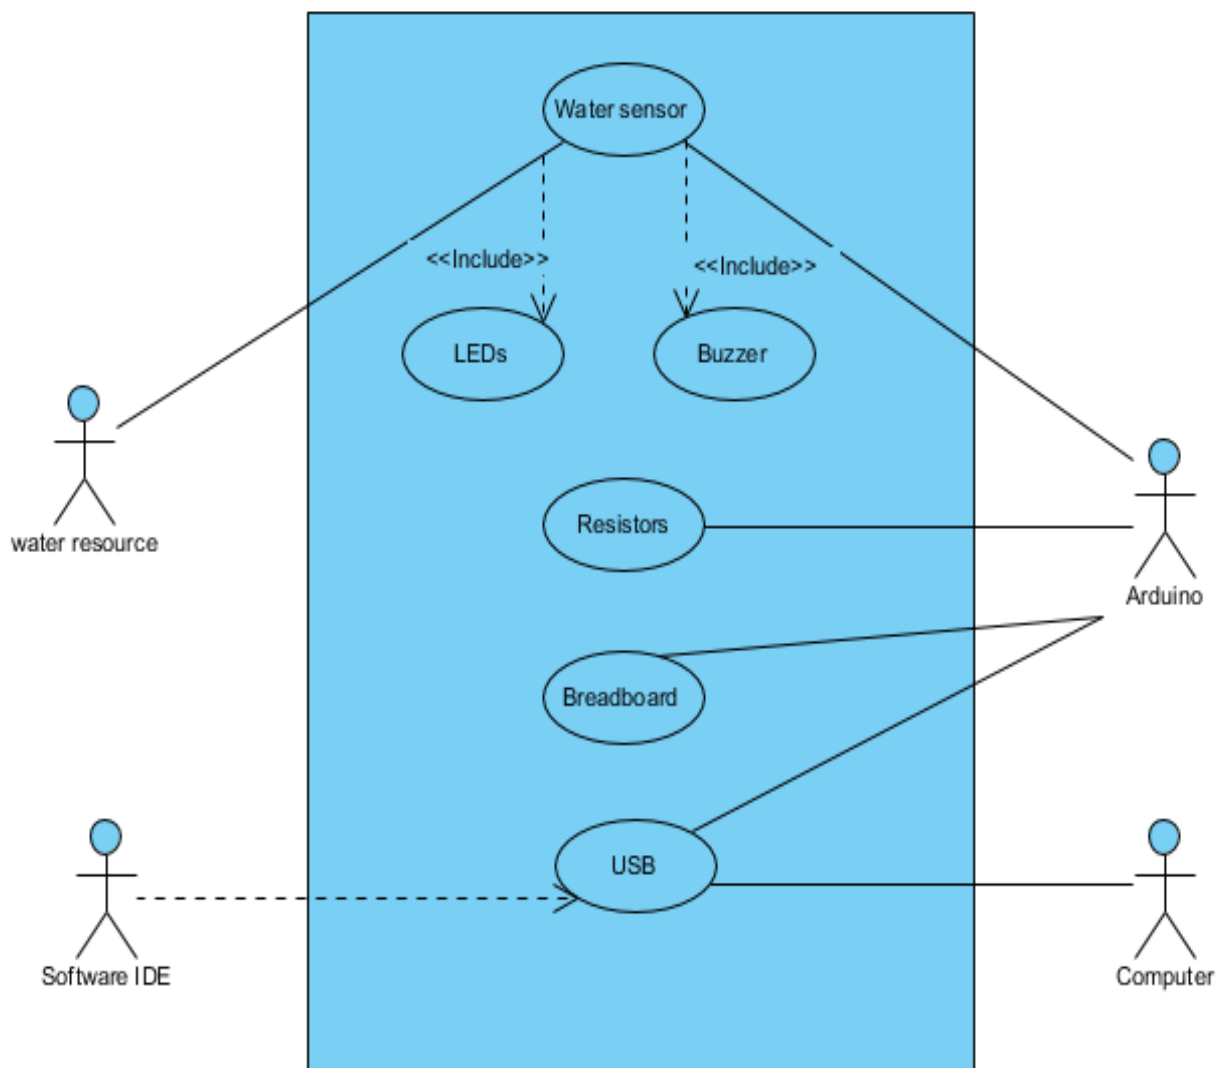 Water sensor
<<Include>>
<<Include>>
LEDs
Buzzer
water resource
Resistors
Arduino
Breadboard
USB
Software IDE
Computer